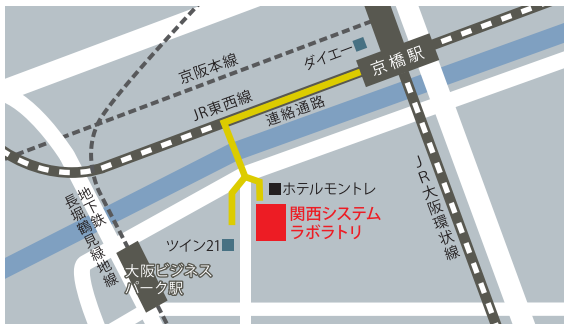 京阪本線
ダイエー
京橋駅
JR東西線
連絡通路
ホテルモントレ
関西システム
ラボラトリ
JR大阪環状線
地下鉄
長堀鶴見緑地線
ツイン21
大阪ビジネス
パーク駅